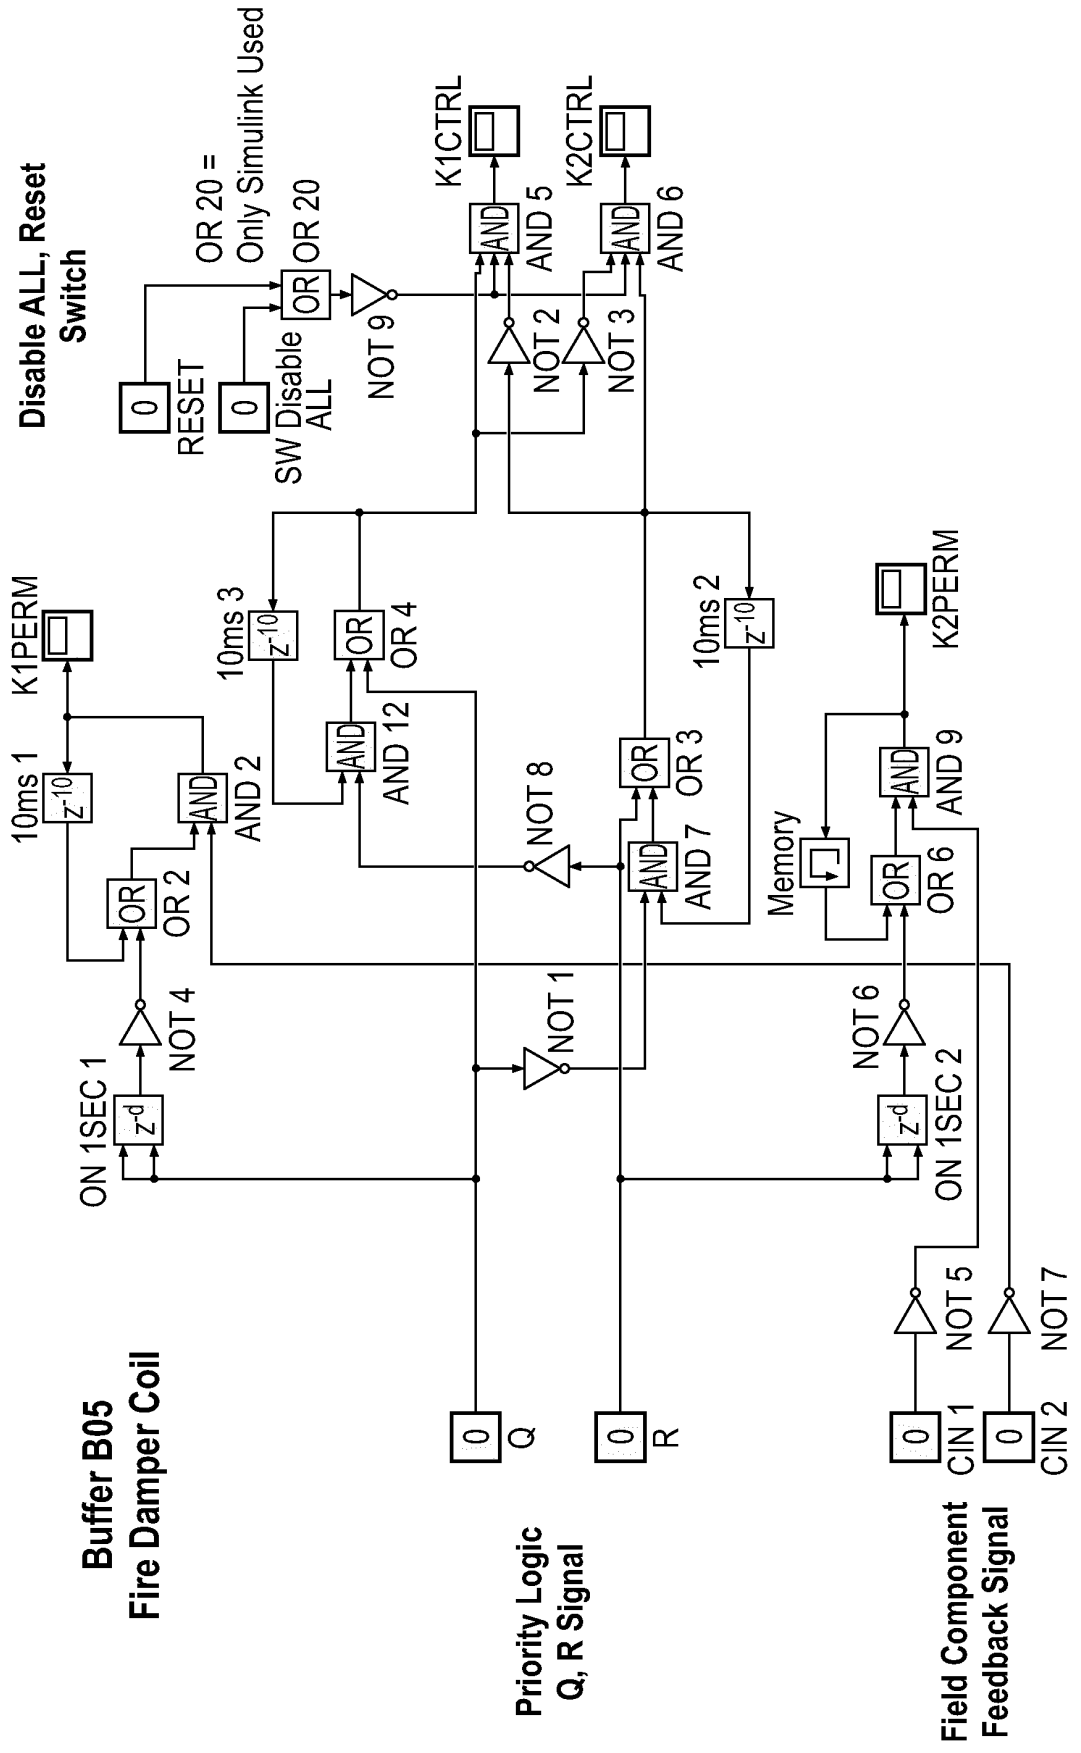 Buffer B05
Fire Damper Coil
Disable ALL, Reset
Switch
K1PERM
10ms 1
z-10
AND
AND 2
OR
OR 2
NOT 4
ON 1SEC 1
z-d
0
RESET
0
SW Disable
ALL
OR 20 =
Only Simulink Used
OR
OR 20
NOT 9
10ms 3
z-10
OR
OR 4
AND
AND 12
NOT 8
K1CTRL
AND
AND 5
NOT 2
K2CTRL
AND
AND 6
NOT 3
Priority Logic
Q, R Signal
0
Q
0
R
NOT 1
OR
OR 3
AND
AND 7
10ms 2
z-10
ON 1SEC 2
z-d
NOT 6
Memory
OR
OR 6
AND
AND 9
K2PERM
Field Component
Feedback Signal
0
CIN 1
NOT 5
0
CIN 2
NOT 7